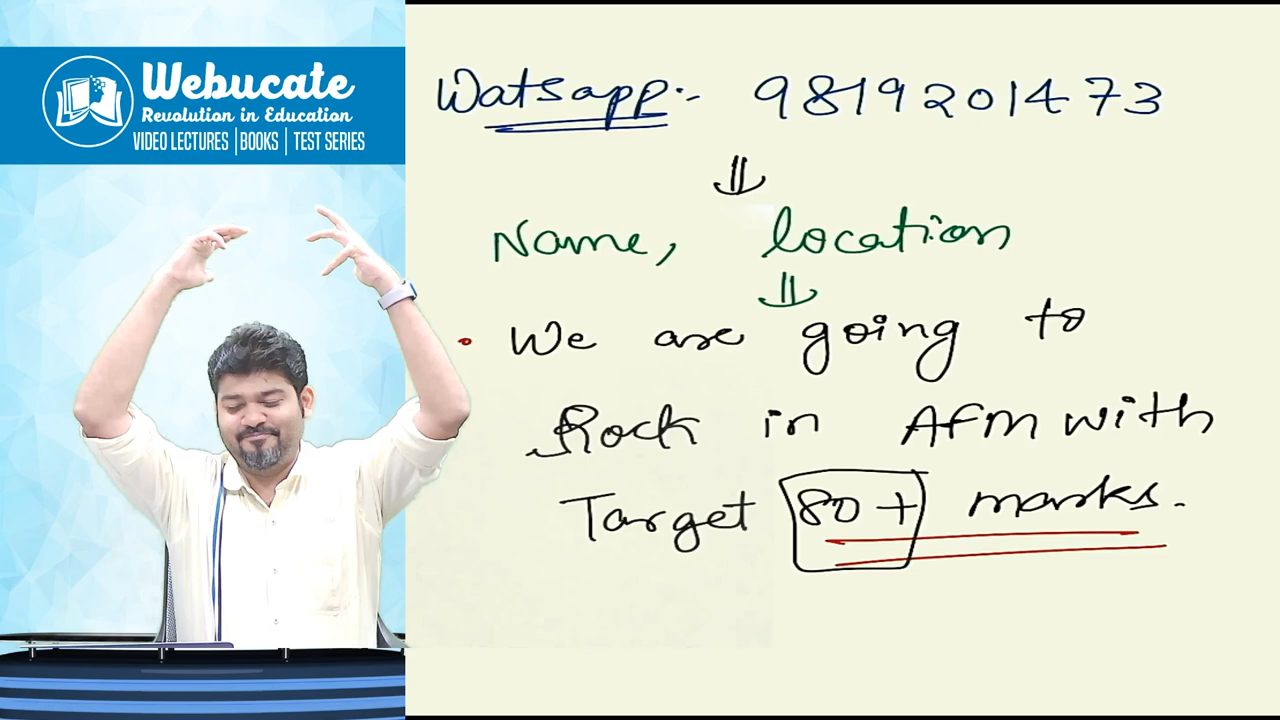 Webucate
Revolution in Education
VIDEO LECTURES | BOOKS | TEST SERIES
Watsapp:- 9819201473
Name, location
• We are going to
Rock in AFM with
Target 80+ marks.